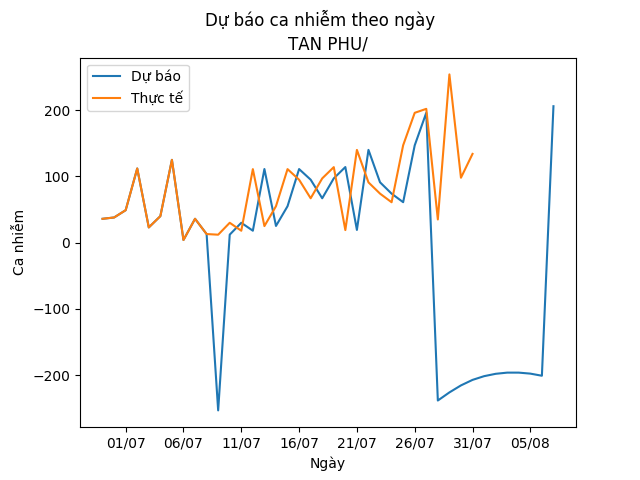 Dự báo ca nhiễm theo ngày
TAN PHU/
Dự báo
Thực tế
Ca nhiễm
200
100
0
−100
−200
01/07 06/07 11/07 16/07 21/07 26/07 31/07 05/08
Ngày